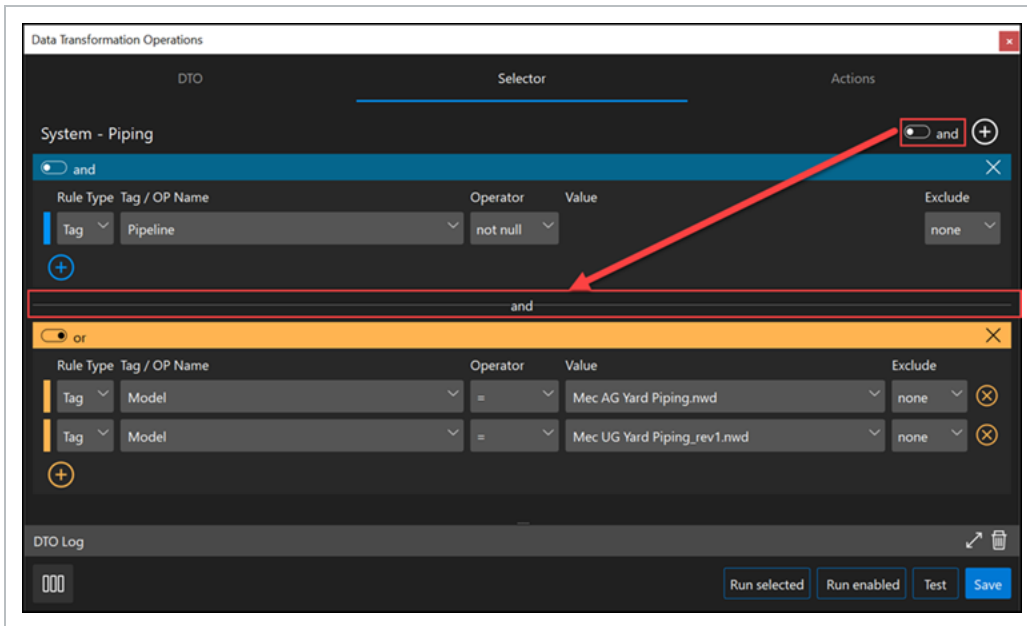 Data Transformation Operations
DTO Selector Actions
System - Piping and
and
Rule Type Tag / OP Name Operator Value Exclude
Tag Pipeline not null none
and
or
Rule Type Tag / OP Name Operator Value Exclude
Tag Model = Mec AG Yard Piping.nwd none
Tag Model = Mec UG Yard Piping_rev1.nwd none
DTO Log
Run selected Run enabled Test Save